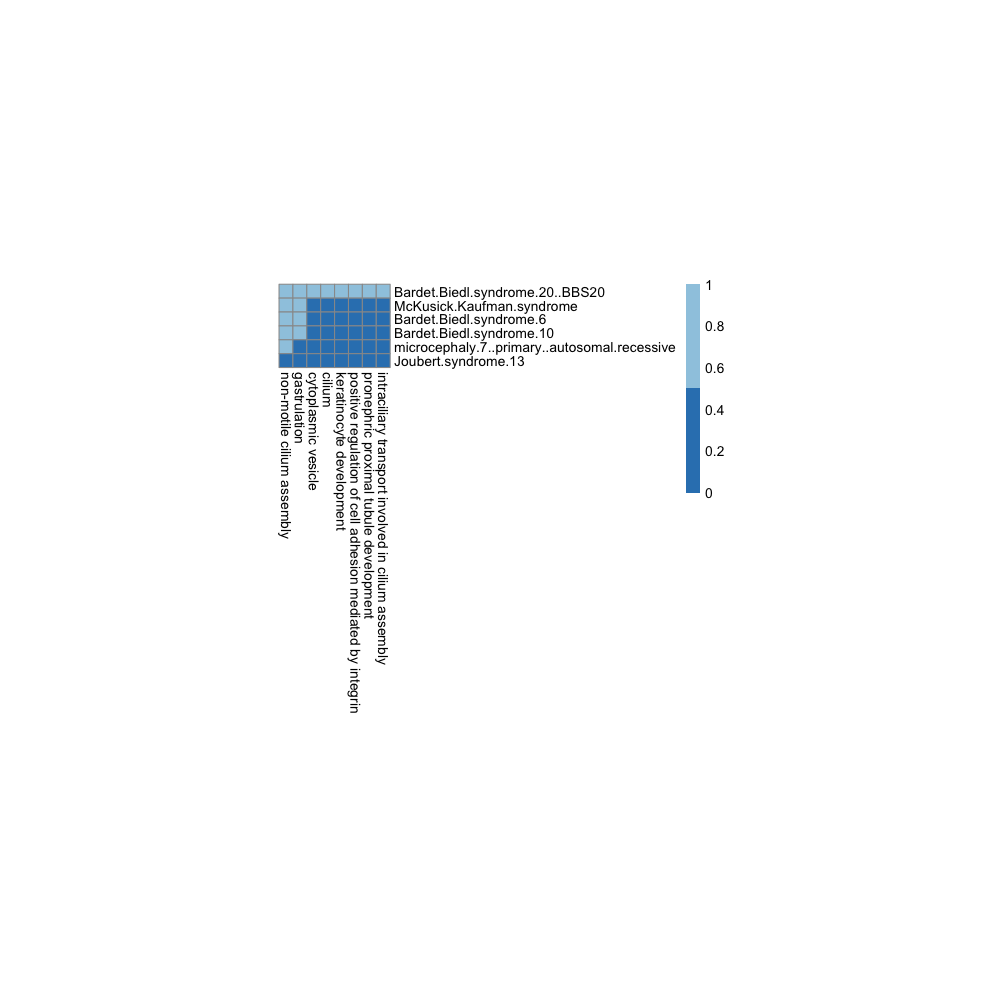 Bardet.Biedl.syndrome.20..BBS20
McKusick.Kaufman.syndrome
Bardet.Biedl.syndrome.6
Bardet.Biedl.syndrome.10
microcephaly.7..primary..autosomal.recessive
Joubert.syndrome.13
non-motile cilium assembly
gastrulation
cytoplasmic vesicle
cilium
keratinocyte development
positive regulation of cell adhesion mediated by integrin
pronephric proximal tubule development
intraciliary transport involved in cilium assembly
1
0.8
0.6
0.4
0.2
0